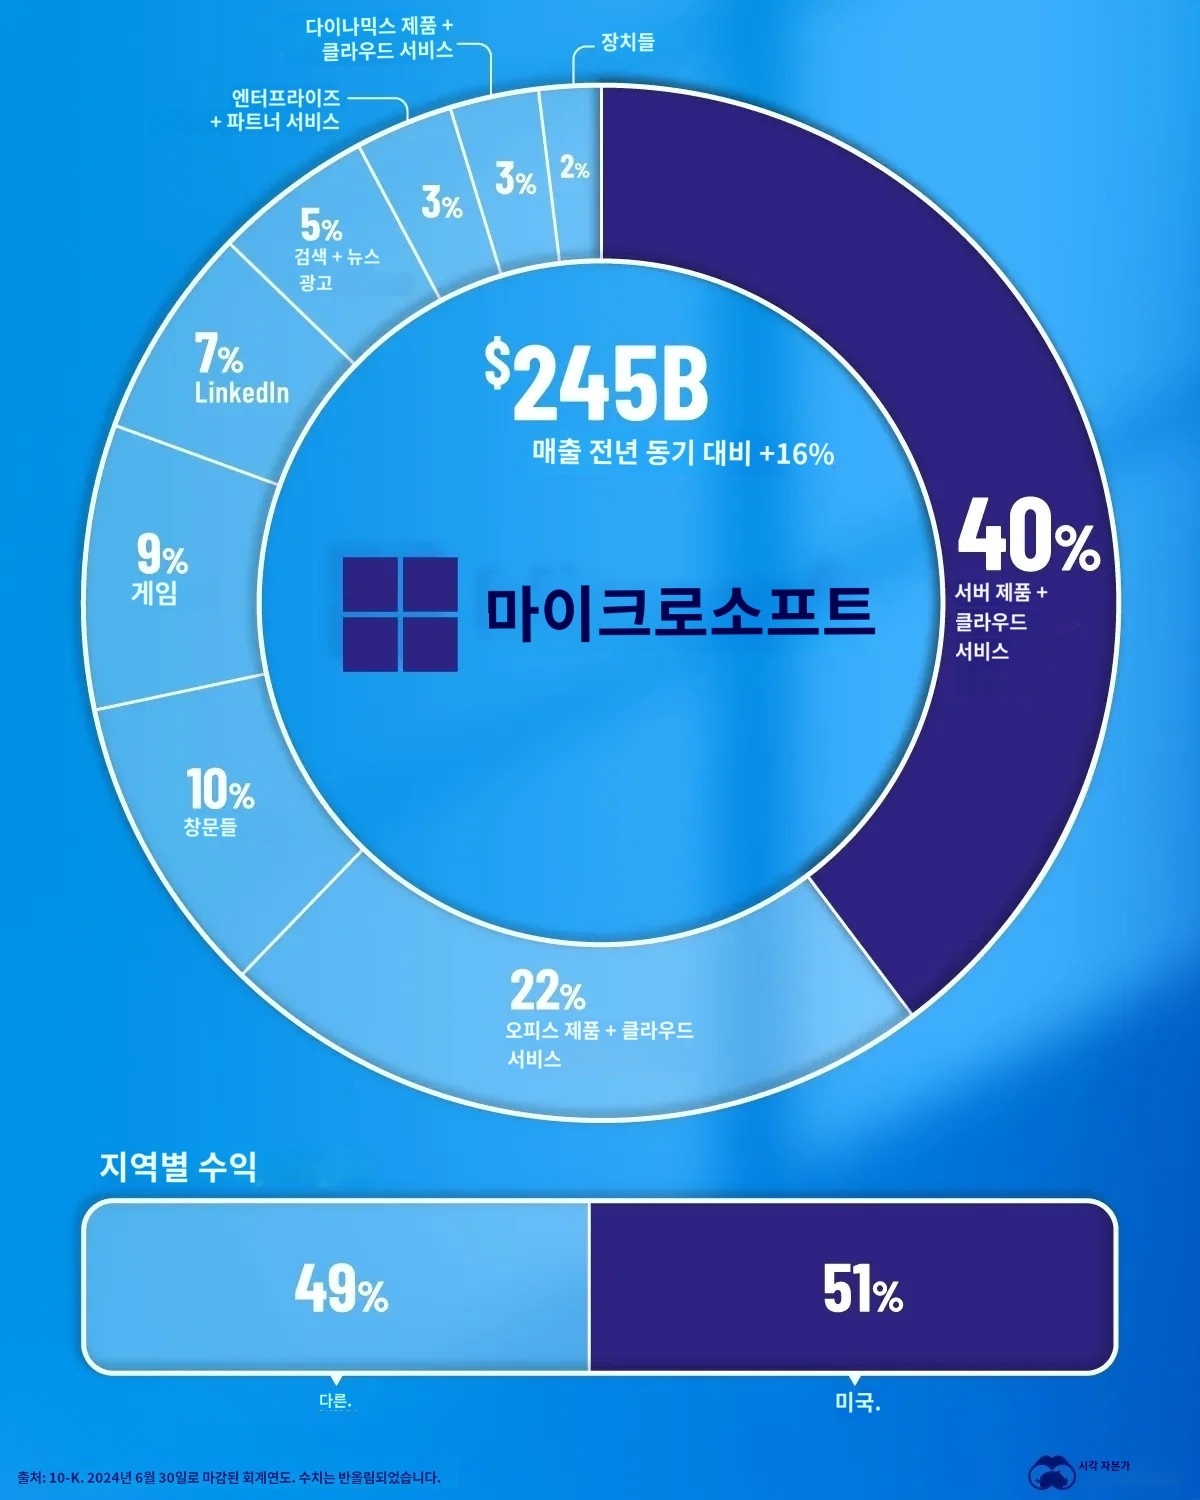 다이나믹스 제품 +
클라우드 서비스
장치들
엔터프라이즈
+ 파트너 서비스
2%
3%
3%
5%
검색 + 뉴스
광고
7%
LinkedIn
$245B
매출 전년 동기 대비 +16%
9%
게임
마이크로소프트
40%
서버 제품 +
클라우드
서비스
10%
창문들
22%
오피스 제품 + 클라우드
서비스
지역별 수익
49%
51%
다른.
미국.
출처: 10-K. 2024년 6월 30일로 마감된 회계연도. 수치는 반올림되었습니다.
시각 자본가